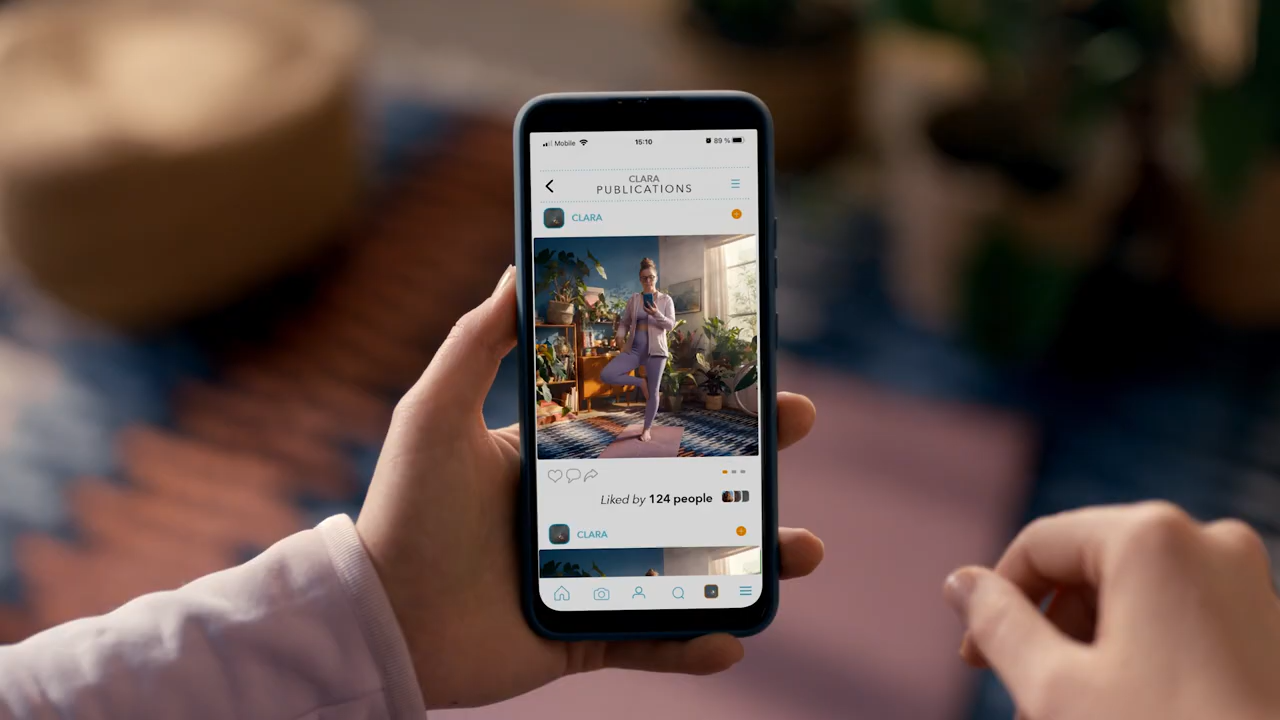 Mobile 15:10 89 %
CLARA
PUBLICATIONS
CLARA
Liked by 124 people
CLARA